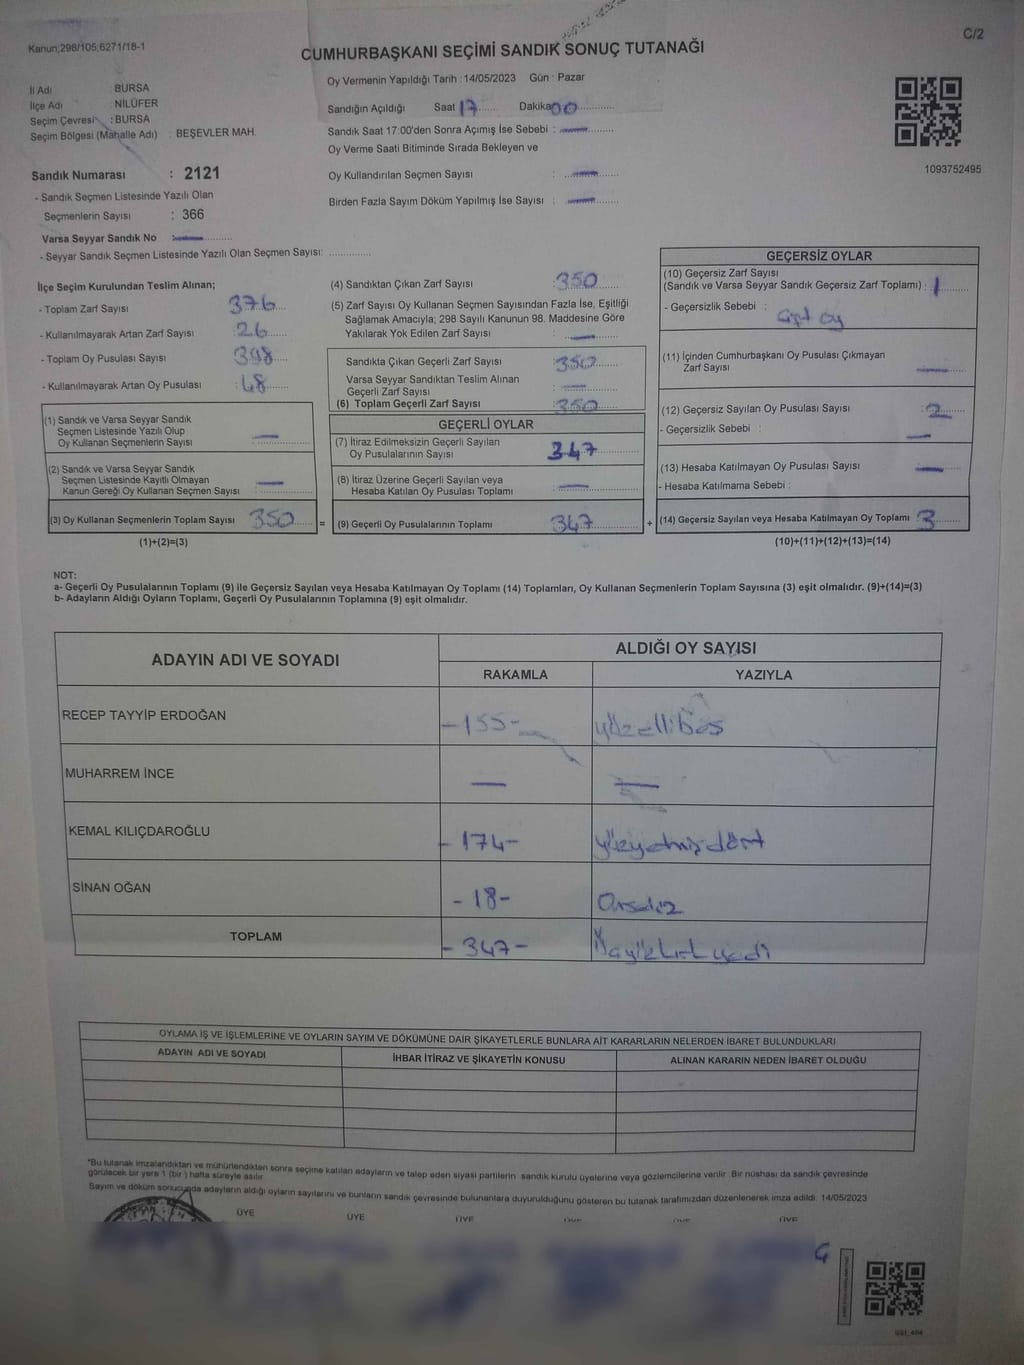 Kanun;298/105;6271/18-1
C/2
CUMHURBAŞKANI SEÇİMİ SANDIK SONUÇ TUTANAĞI
Oy Vermenin Yapıldığı Tarih : 14/05/2023 Gün : Pazar
İl Adı : BURSA
İlçe Adı : NİLÜFER
Seçim Çevresi : BURSA
Seçim Bölgesi (Mahalle Adı) : BEŞEVLER MAH.
Sandığın Açıldığı Saat 17 Dakika 00
Sandık Saat 17:00'den Sonra Açımış İse Sebebi : —
Oy Verme Saati Bitiminde Sırada Bekleyen ve
Oy Kullandırılan Seçmen Sayısı : —
Birden Fazla Sayım Döküm Yapılmış İse Sayısı : —
1093752495
Sandık Numarası : 2121
- Sandık Seçmen Listesinde Yazılı Olan
Seçmenlerin Sayısı : 366
Varsa Seyyar Sandık No —
- Seyyar Sandık Seçmen Listesinde Yazılı Olan Seçmen Sayısı:
İlçe Seçim Kurulundan Teslim Alınan;
- Toplam Zarf Sayısı 376
- Kullanılmayarak Artan Zarf Sayısı : 26
- Toplam Oy Pusulası Sayısı : 398
- Kullanılmayarak Artan Oy Pusulası : 48
(1) Sandık ve Varsa Seyyar Sandık
Seçmen Listesinde Yazılı Olup
Oy Kullanan Seçmenlerin Sayısı : —
(2) Sandık ve Varsa Seyyar Sandık
Seçmen Listesinde Kayıtlı Olmayan
Kanun Gereği Oy Kullanan Seçmen Sayısı : —
(3) Oy Kullanan Seçmenlerin Toplam Sayısı : 350
(1)+(2)=(3)
(4) Sandıktan Çıkan Zarf Sayısı : 350
(5) Zarf Sayısı Oy Kullanan Seçmen Sayısından Fazla İse, Eşitliği
Sağlamak Amacıyla; 298 Sayılı Kanunun 98. Maddesine Göre
Yakılarak Yok Edilen Zarf Sayısı : —
Sandıkta Çıkan Geçerli Zarf Sayısı : 350
Varsa Seyyar Sandıktan Teslim Alınan
Geçerli Zarf Sayısı : —
(6) Toplam Geçerli Zarf Sayısı : 350
GEÇERLİ OYLAR
(7) İtiraz Edilmeksizin Geçerli Sayılan
Oy Pusulalarının Sayısı : 347
(8) İtiraz Üzerine Geçerli Sayılan veya
Hesaba Katılan Oy Pusulası Toplamı : —
= (9) Geçerli Oy Pusulalarının Toplamı : 347
GEÇERSİZ OYLAR
(10) Geçersiz Zarf Sayısı
(Sandık ve Varsa Seyyar Sandık Geçersiz Zarf Toplamı) : 1
- Geçersizlik Sebebi :
oy
(11) İçinden Cumhurbaşkanı Oy Pusulası Çıkmayan
Zarf Sayısı : —
(12) Geçersiz Sayılan Oy Pusulası Sayısı : 2
- Geçersizlik Sebebi : —
(13) Hesaba Katılmayan Oy Pusulası Sayısı : —
- Hesaba Katılmama Sebebi :
+ (14) Geçersiz Sayılan veya Hesaba Katılmayan Oy Toplamı : 3
(10)+(11)+(12)+(13)=(14)
NOT:
a- Geçerli Oy Pusulalarının Toplamı (9) ile Geçersiz Sayılan veya Hesaba Katılmayan Oy Toplamı (14) Toplamları, Oy Kullanan Seçmenlerin Toplam Sayısına (3) eşit olmalıdır. (9)+(14)=(3)
b- Adayların Aldığı Oyların Toplamı, Geçerli Oy Pusulalarının Toplamına (9) eşit olmalıdır.
ADAYIN ADI VE SOYADI
ALDIĞI OY SAYISI
RAKAMLA YAZIYLA
RECEP TAYYİP ERDOĞAN -155- yüzellibeş
MUHARREM İNCE — —
KEMAL KILIÇDAROĞLU - 174- yüzyetmişdört
SİNAN OĞAN - 18- Onsekiz
TOPLAM - 347-
OYLAMA İŞ VE İŞLEMLERİNE VE OYLARIN SAYIM VE DÖKÜMÜNE DAİR ŞİKAYETLERLE BUNLARA AİT KARARLARIN NELERDEN İBARET BULUNDUKLARI
ADAYIN ADI VE SOYADI İHBAR İTİRAZ VE ŞİKAYETİN KONUSU ALINAN KARARIN NEDEN İBARET OLDUĞU
*Bu tutanak imzalandıktan ve mühürlendikten sonra seçime katılan adayların ve talep eden siyasi partilerin sandık kurulu üyelerine veya gözlemcilerine verilir. Bir nüshası da sandık çevresinde
görülecek bir yere 1 (bir) hafta süreyle asılır
Sayım ve döküm sonucunda adayların aldığı oyların sayılarını ve bunların sandık çevresinde bulunanlara duyurulduğunu gösteren bu tutanak tarafımızdan düzenlenerek imza edildi. 14/05/2023
ÜYE ÜYE ÜYE ÜYE ÜYE ÜYE